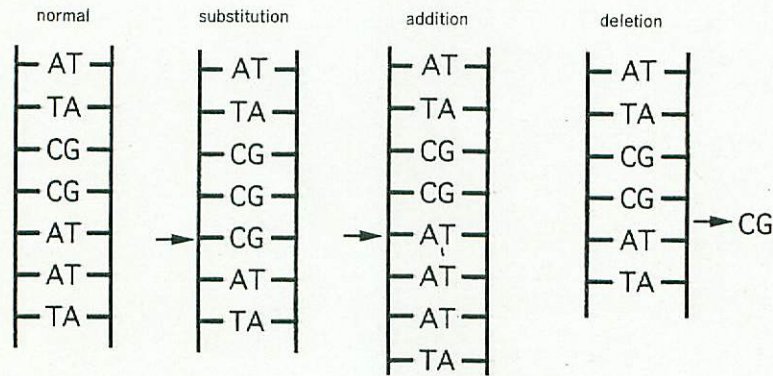 normal
AT
TA
CG
CG
AT
AT
TA
substitution
AT
TA
CG
CG
CG
AT
TA
addition
AT
TA
CG
CG
AT
AT
AT
TA
deletion
AT
TA
CG
CG
AT
TA
CG